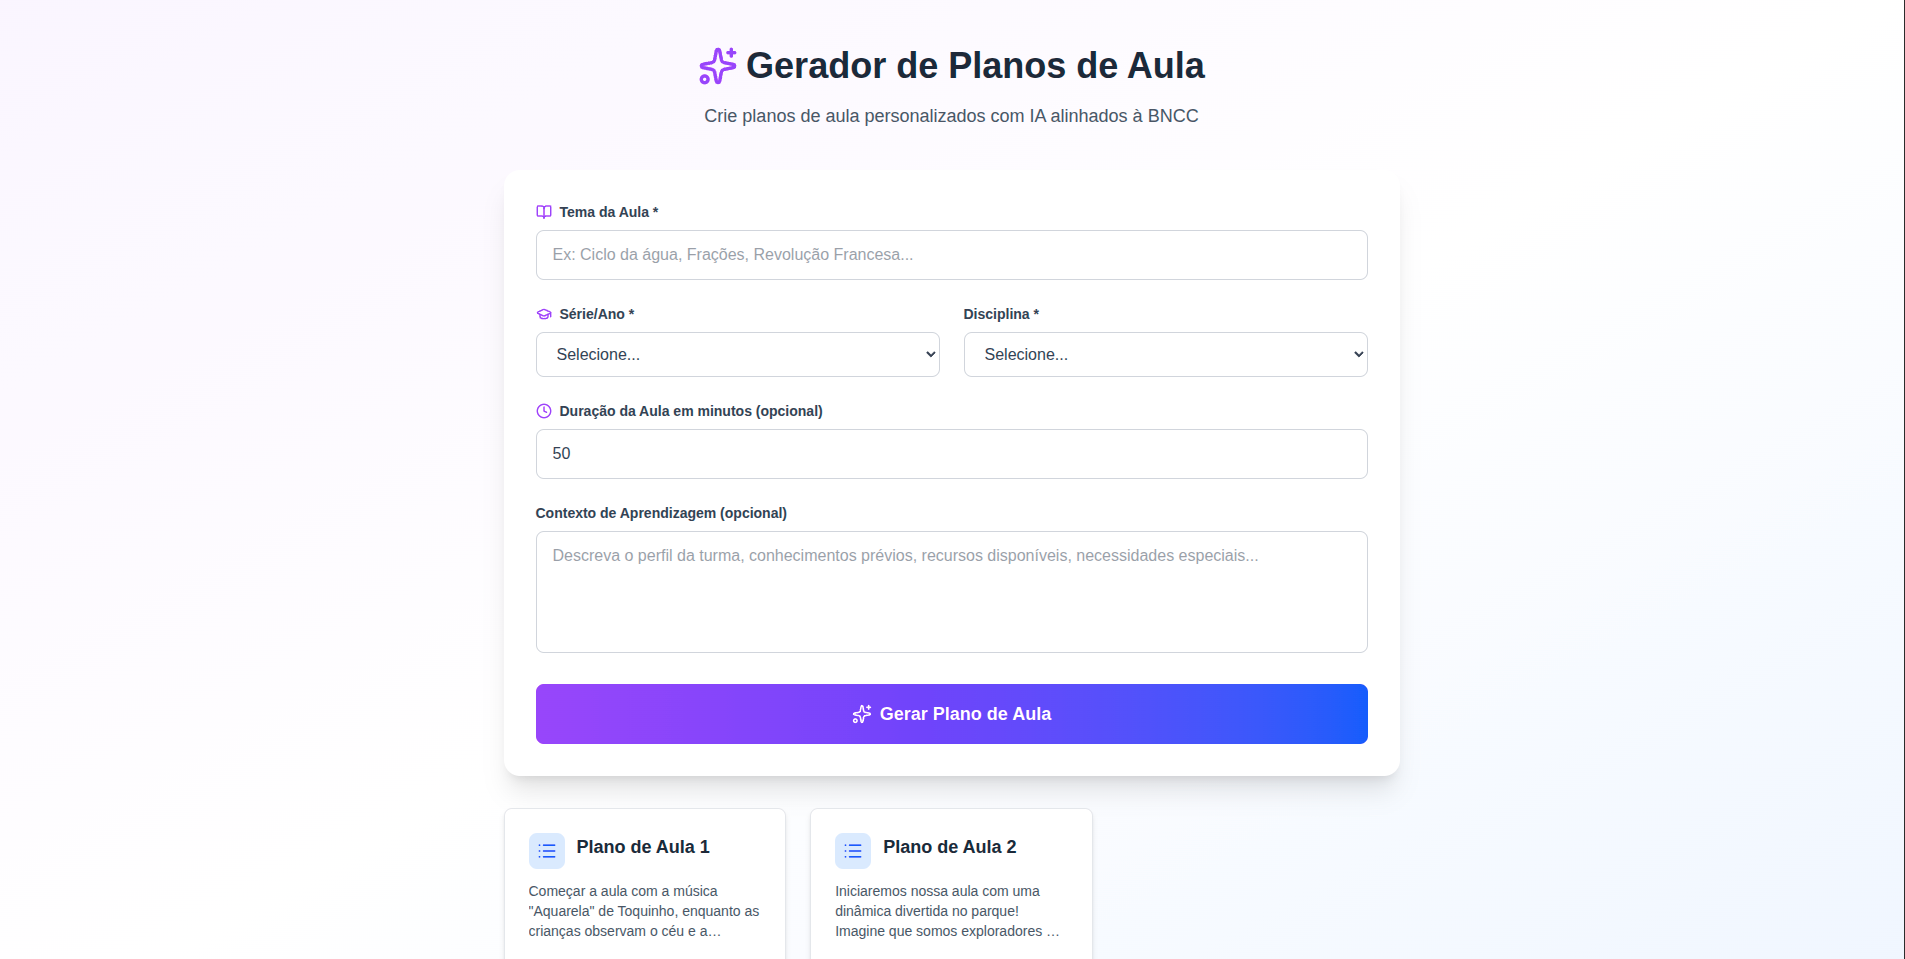 Gerador de Planos de Aula
Crie planos de aula personalizados com IA alinhados à BNCC
Tema da Aula *
Ex: Ciclo da água, Frações, Revolução Francesa...
Série/Ano *
Disciplina *
Selecione...
Selecione...
Duração da Aula em minutos (opcional)
50
Contexto de Aprendizagem (opcional)
Descreva o perfil da turma, conhecimentos prévios, recursos disponíveis, necessidades especiais...
Gerar Plano de Aula
Plano de Aula 1
Começar a aula com a música
"Aquarela" de Toquinho, enquanto as
crianças observam o céu e a…
Plano de Aula 2
Iniciaremos nossa aula com uma
dinâmica divertida no parque!
Imagine que somos exploradores …